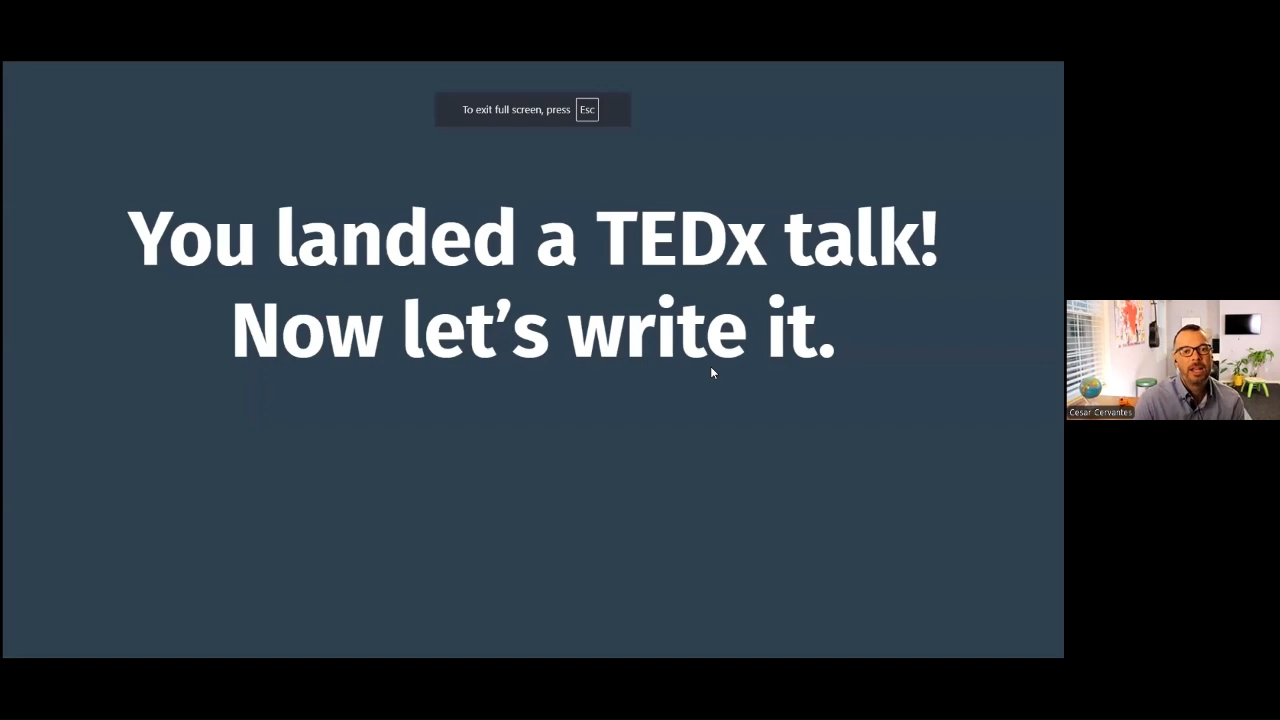 To exit full screen, press Esc
You landed a TEDx talk!
Now let’s write it.
Cesar Cervantes